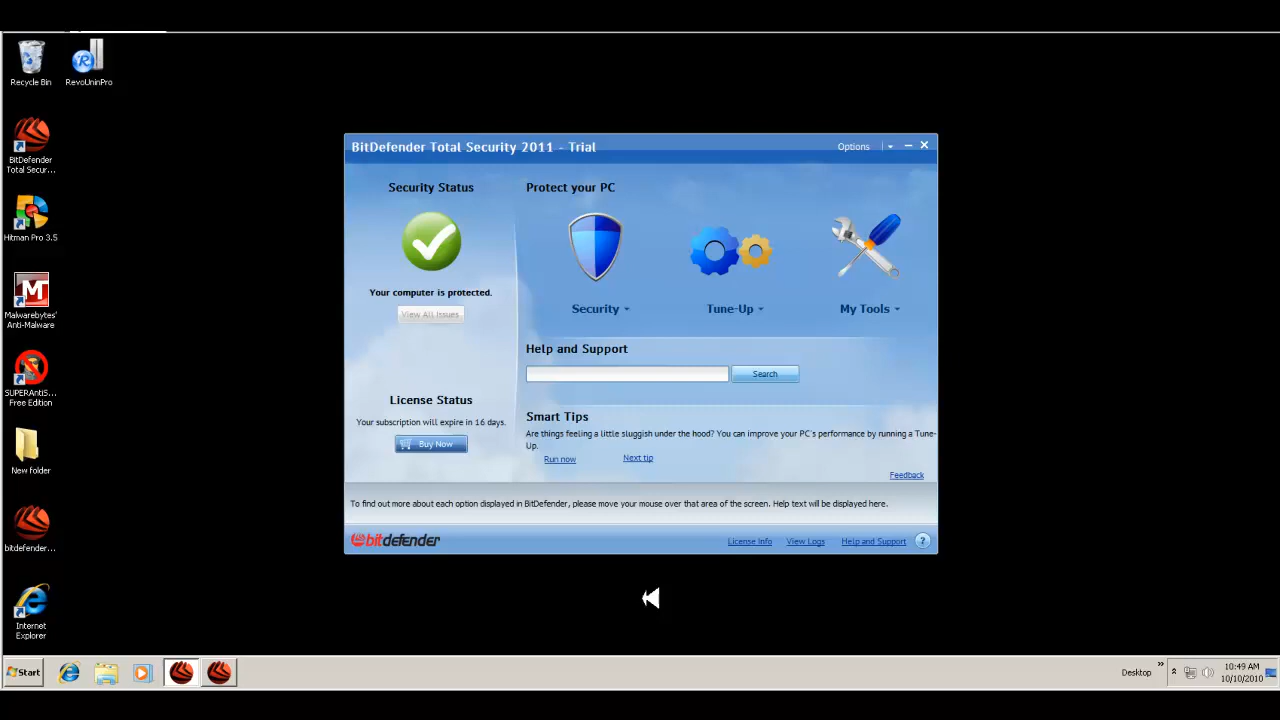 Recycle Bin
RevoUninPro
BitDefender
Total Secur...
Hitman Pro 3.5
Malwarebytes'
Anti-Malware
SUPERAntiS...
Free Edition
New folder
bitdefender...
Internet
Explorer
BitDefender Total Security 2011 - Trial
Options
Security Status
Your computer is protected.
View All Issues
License Status
Your subscription will expire in 16 days.
Buy Now
Protect your PC
Security
Tune-Up
My Tools
Help and Support
Search
Smart Tips
Are things feeling a little sluggish under the hood? You can improve your PC's performance by running a Tune-
Up.
Run now
Next tip
Feedback
To find out more about each option displayed in BitDefender, please move your mouse over that area of the screen. Help text will be displayed here.
bitdefender
License Info
View Logs
Help and Support
?
Start
Desktop
10:49 AM
10/10/2010